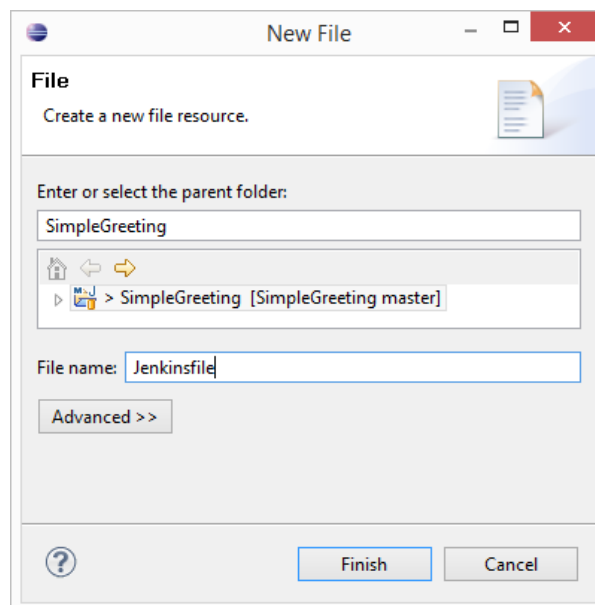 New File
File
Create a new file resource.
Enter or select the parent folder:
SimpleGreeting
> SimpleGreeting [SimpleGreeting master]
File name: Jenkinsfile
Advanced >>
Finish Cancel